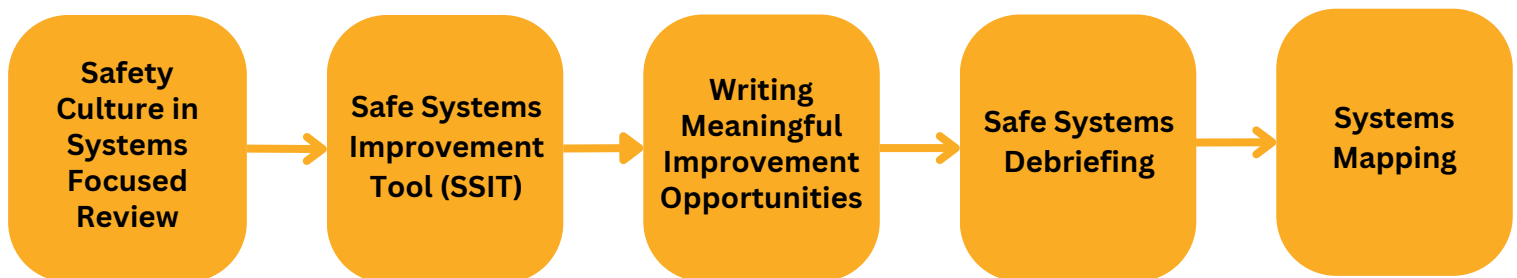 Safety
Culture in
Systems
Focused
Review
Safe Systems
Improvement
Tool (SSIT)
Writing
Meaningful
Improvement
Opportunities
Safe Systems
Debriefing
Systems
Mapping